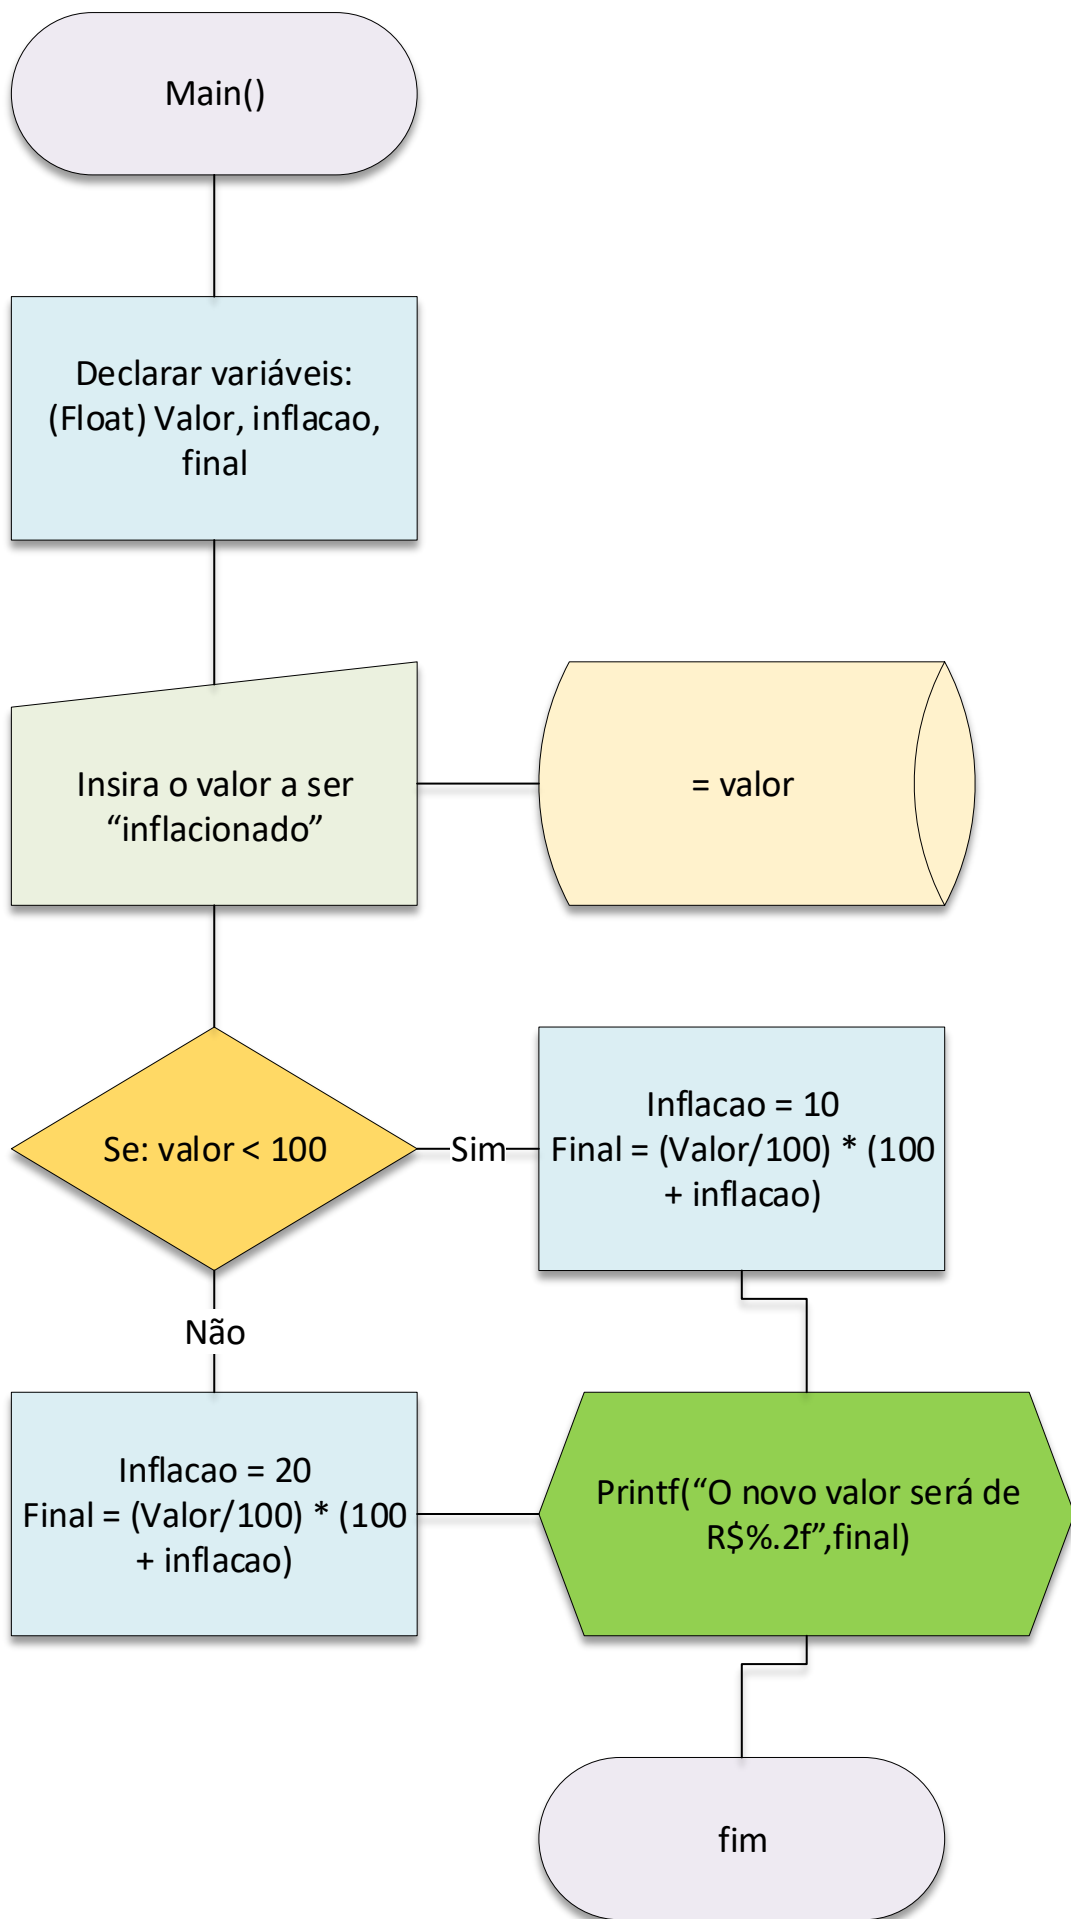 Main()
Declarar variáveis:
(Float) Valor, inflacao,
final
Insira o valor a ser
“inflacionado”
= valor
Se: valor < 100
Sim
Inflacao = 10
Final = (Valor/100) * (100
+ inflacao)
Não
Inflacao = 20
Final = (Valor/100) * (100
+ inflacao)
Printf(“O novo valor será de
R$%.2f”,final)
fim